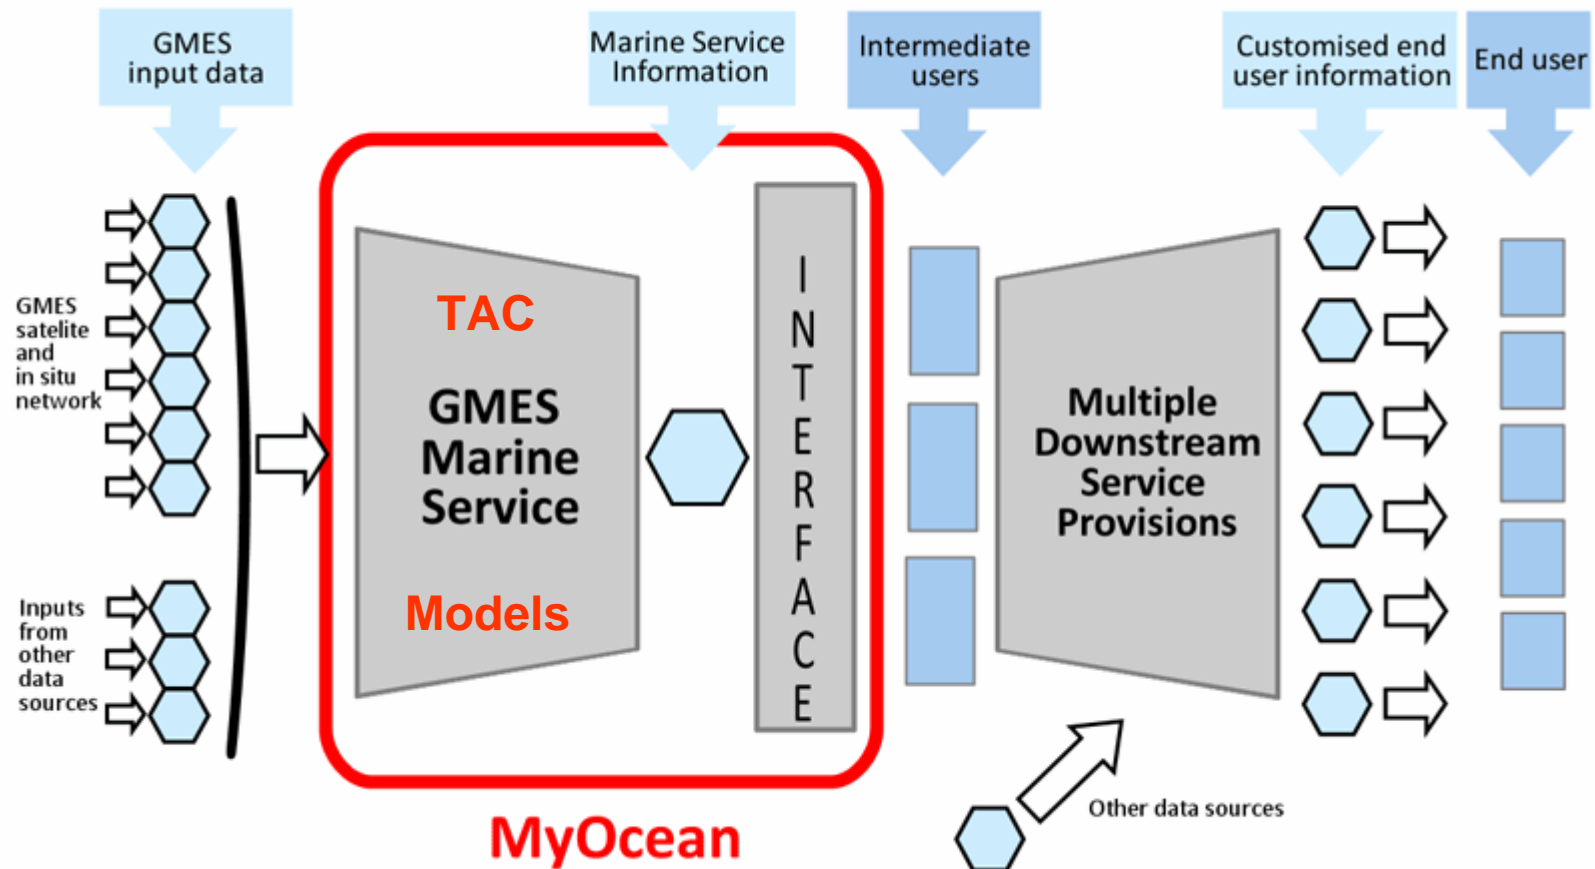 GMES
input data
Marine Service
Information
Intermediate
users
Customised end
user information
End user
GMES
satelite
and
in situ
network
Inputs
from
other
data
sources
TAC
GMES
Marine
Service
Models
INTERFACE
Multiple
Downstream
Service
Provisions
Other data sources
MyOcean